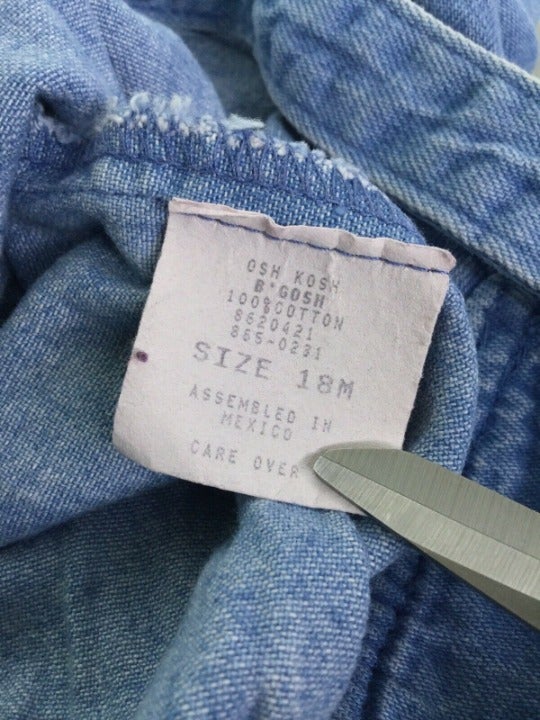 OSH KOSH
B'GOSH
100%COTTON
8620421
865-0231
SIZE 18M
ASSEMBLED IN
MEXICO
CARE OVER